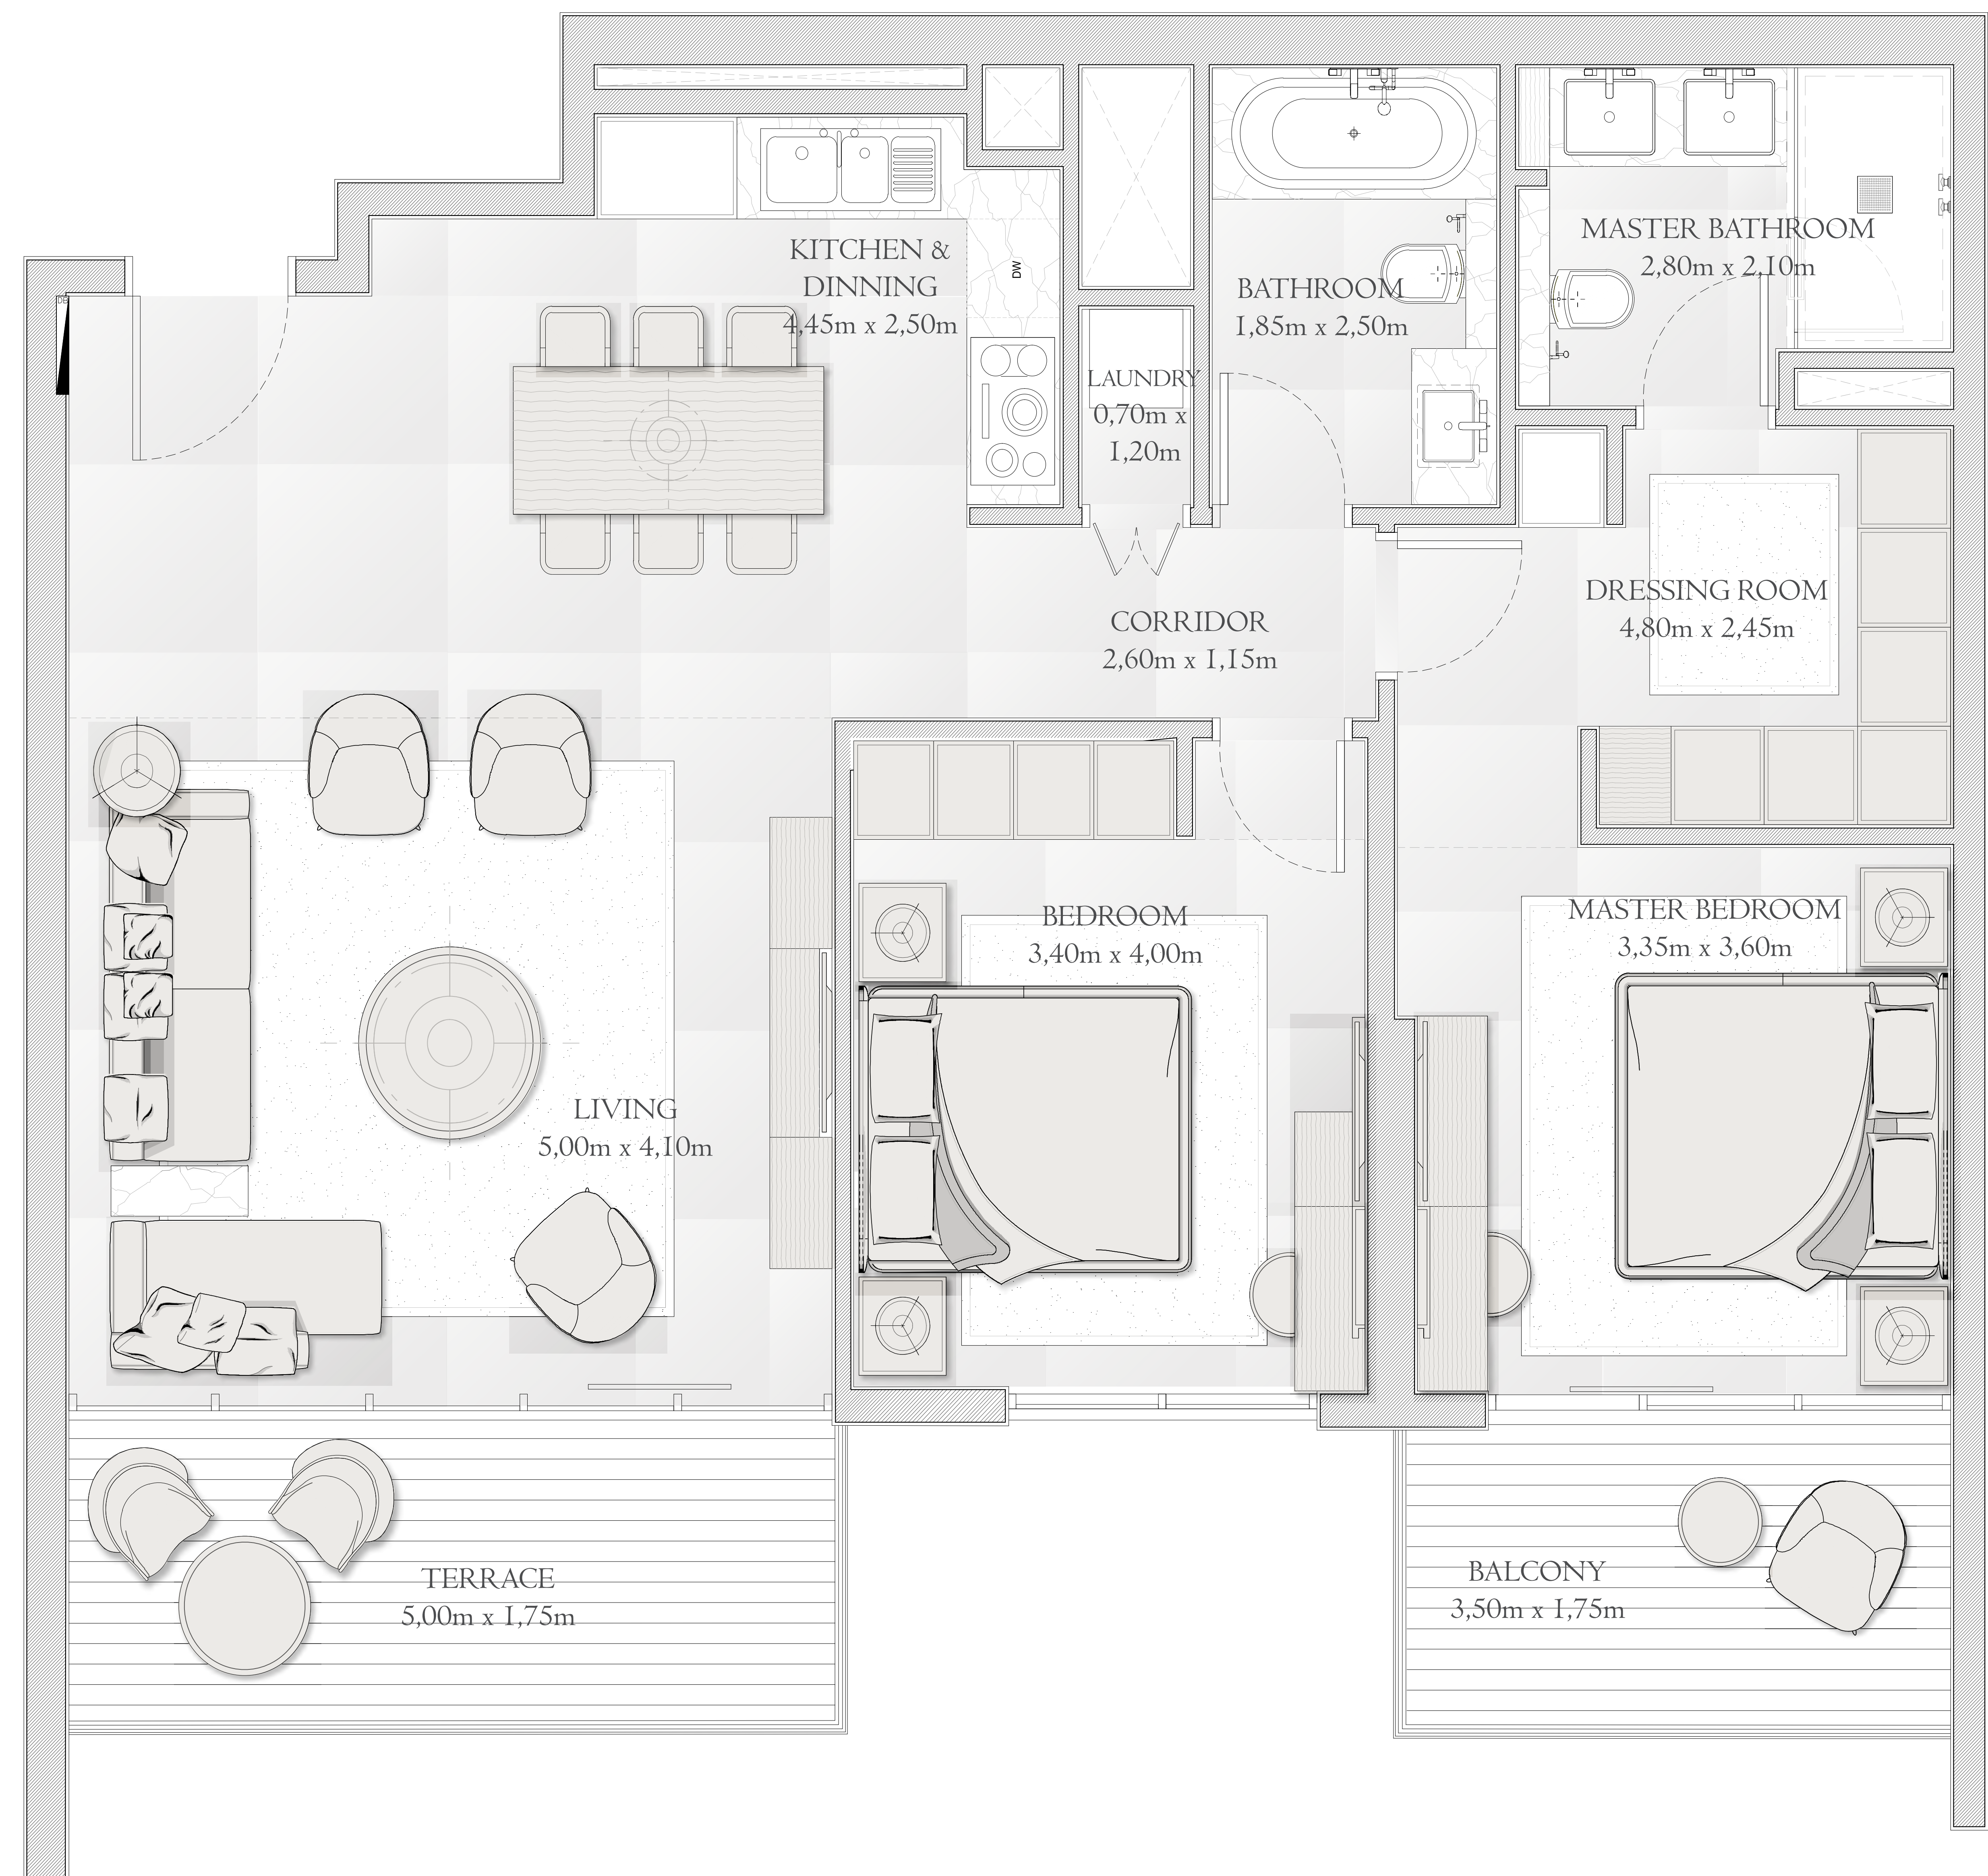 KITCHEN &
DINNING
4,45m x 2,50m
DW
LAUNDRY
0,70m x
1,20m
BATHROOM
1,85m x 2,50m
MASTER BATHROOM
2,80m x 2,10m
DRESSING ROOM
4,80m x 2,45m
CORRIDOR
2,60m x 1,15m
LIVING
5,00m x 4,10m
BEDROOM
3,40m x 4,00m
MASTER BEDROOM
3,35m x 3,60m
TERRACE
5,00m x 1,75m
BALCONY
3,50m x 1,75m